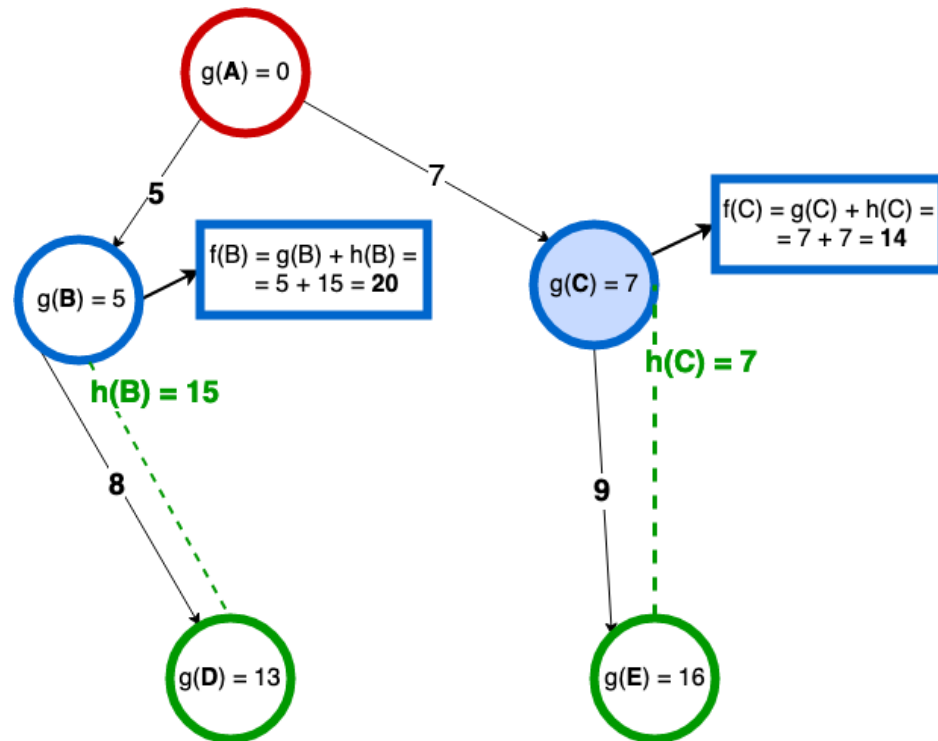 g(A) = 0
5
7
f(C) = g(C) + h(C) =
= 7 + 7 = 14
f(B) = g(B) + h(B) =
= 5 + 15 = 20
g(B) = 5
g(C) = 7
h(B) = 15
h(C) = 7
8
9
g(D) = 13
g(E) = 16